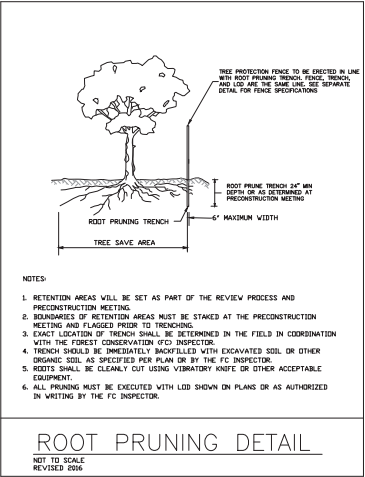 TREE PROTECTION FENCE TO BE ERECTED IN LINE
WITH ROOT PRUNING TRENCH. FENCE, TRENCH,
AND LOD ARE THE SAME LINE. SEE SEPARATE
DETAIL FOR FENCE SPECIFICATIONS
ROOT PRUNE TRENCH 24" MIN
DEPTH OR AS DETERMINED AT
PRECONSTRUCTION MEETING
ROOT PRUNING TRENCH
6" MAXIMUM WIDTH
TREE SAVE AREA
NOTES:
1. RETENTION AREAS WILL BE SET AS PART OF THE REVIEW PROCESS AND
PRECONSTRUCTION MEETING.
2. BOUNDARIES OF RETENTION AREAS MUST BE STAKED AT THE PRECONSTRUCTION
MEETING AND FLAGGED PRIOR TO TRENCHING.
3. EXACT LOCATION OF TRENCH SHALL BE DETERMINED IN THE FIELD IN COORDINATION
WITH THE FOREST CONSERVATION (FC) INSPECTOR.
4. TRENCH SHOULD BE IMMEDIATELY BACKFILLED WITH EXCAVATED SOIL OR OTHER
ORGANIC SOIL AS SPECIFIED PER PLAN OR BY THE FC INSPECTOR.
5. ROOTS SHALL BE CLEANLY CUT USING VIBRATORY KNIFE OR OTHER ACCEPTABLE
EQUIPMENT.
6. ALL PRUNING MUST BE EXECUTED WITH LOD SHOWN ON PLANS OR AS AUTHORIZED
IN WRITING BY THE FC INSPECTOR.
ROOT PRUNING DETAIL
NOT TO SCALE
REVISED 2016